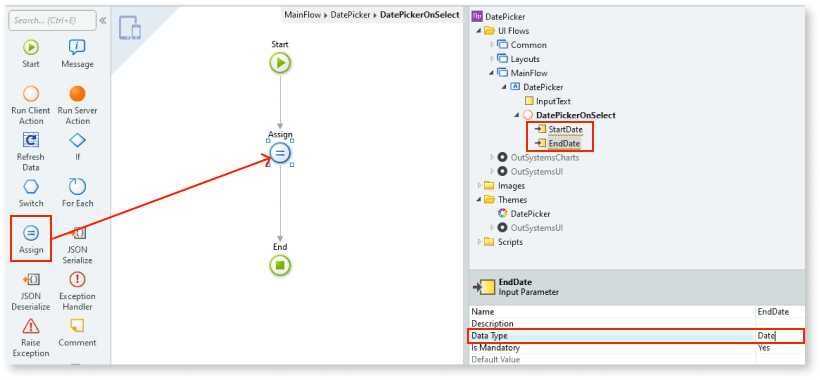 Search... (Ctrl+E)
Start
Message
Run Client
Action
Run Server
Action
Refresh
Data
If
Switch
For Each
Assign
JSON
Serialize
JSON
Deserialize
Exception
Handler
Raise
Exception
Comment
MainFlow ▸ DatePicker ▸ DatePickerOnSelect
Start
Assign
End
DatePicker
UI Flows
Common
Layouts
MainFlow
DatePicker
InputText
DatePickerOnSelect
StartDate
EndDate
OutSystemsCharts
OutSystemsUI
Images
Themes
DatePicker
OutSystemsUI
Scripts
EndDate
Input Parameter
Name EndDate
Description
Data Type Date
Is Mandatory Yes
Default Value